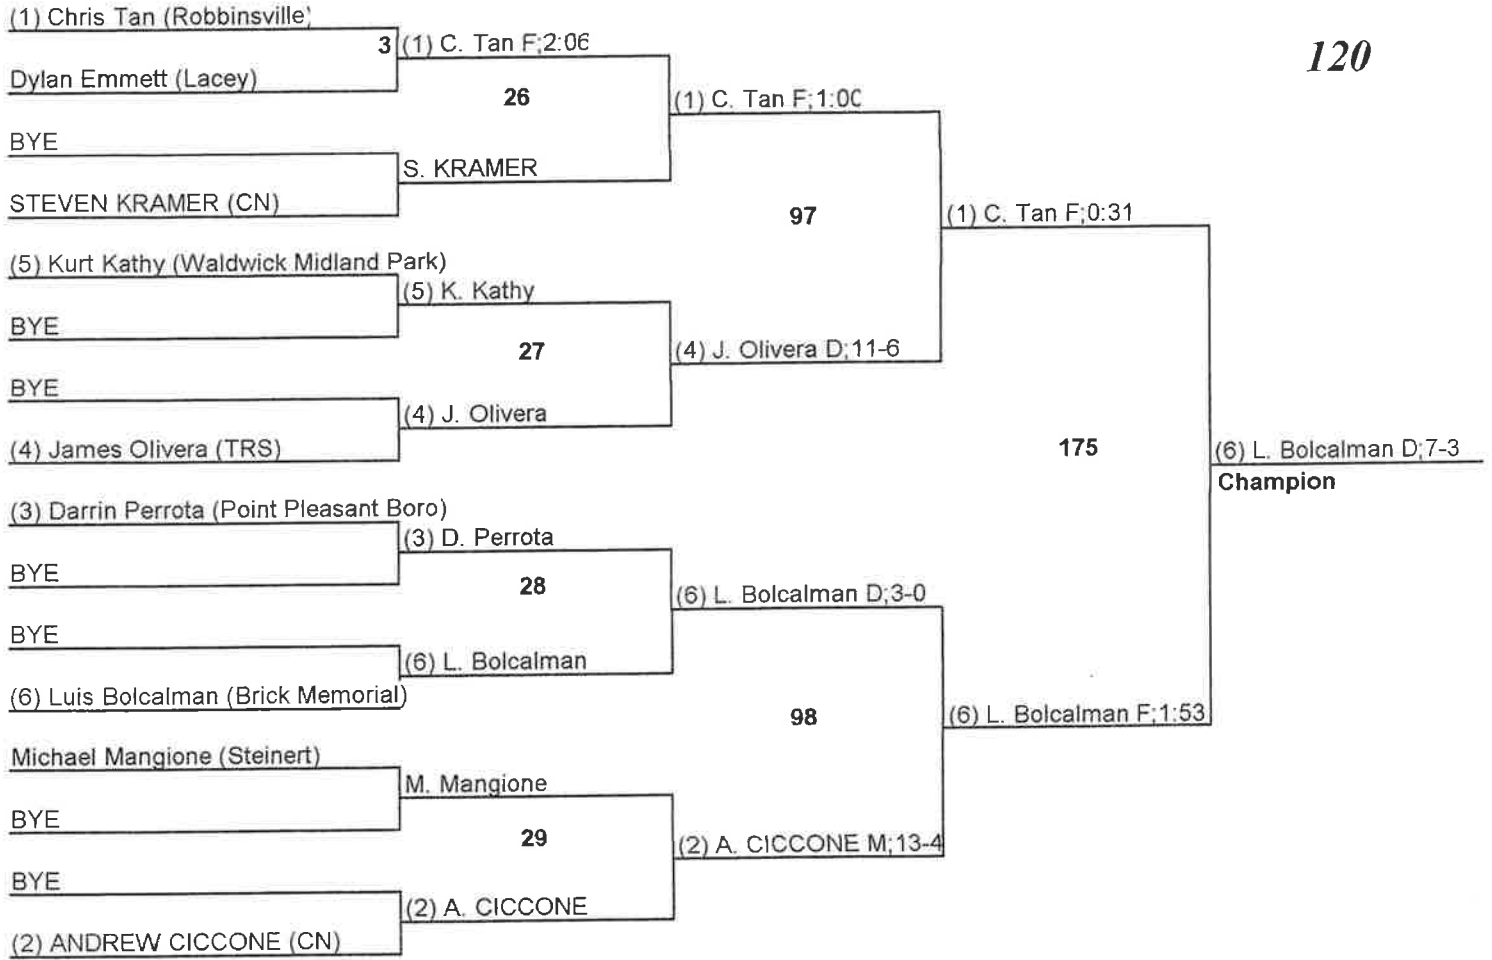 (1) Chris Tan (Robbinsville)
120
3 (1) C. Tan F;2:06
Dylan Emmett (Lacey)
26
(1) C. Tan F;1:00
BYE
S. KRAMER
STEVEN KRAMER (CN)
97
(1) C. Tan F;0:31
(5) Kurt Kathy (Waldwick Midland Park)
(5) K. Kathy
BYE
27
(4) J. Olivera D;11-6
BYE
(4) J. Olivera
(4) James Olivera (TRS)
175
(6) L. Bolcalman D;7-3
Champion
(3) Darrin Perrota (Point Pleasant Boro)
(3) D. Perrota
BYE
28
(6) L. Bolcalman D;3-0
BYE
(6) L. Bolcalman
(6) Luis Bolcalman (Brick Memorial)
98
(6) L. Bolcalman F;1:53
Michael Mangione (Steinert)
M. Mangione
BYE
29
(2) A. CICCONE M;13-4
BYE
(2) A. CICCONE
(2) ANDREW CICCONE (CN)